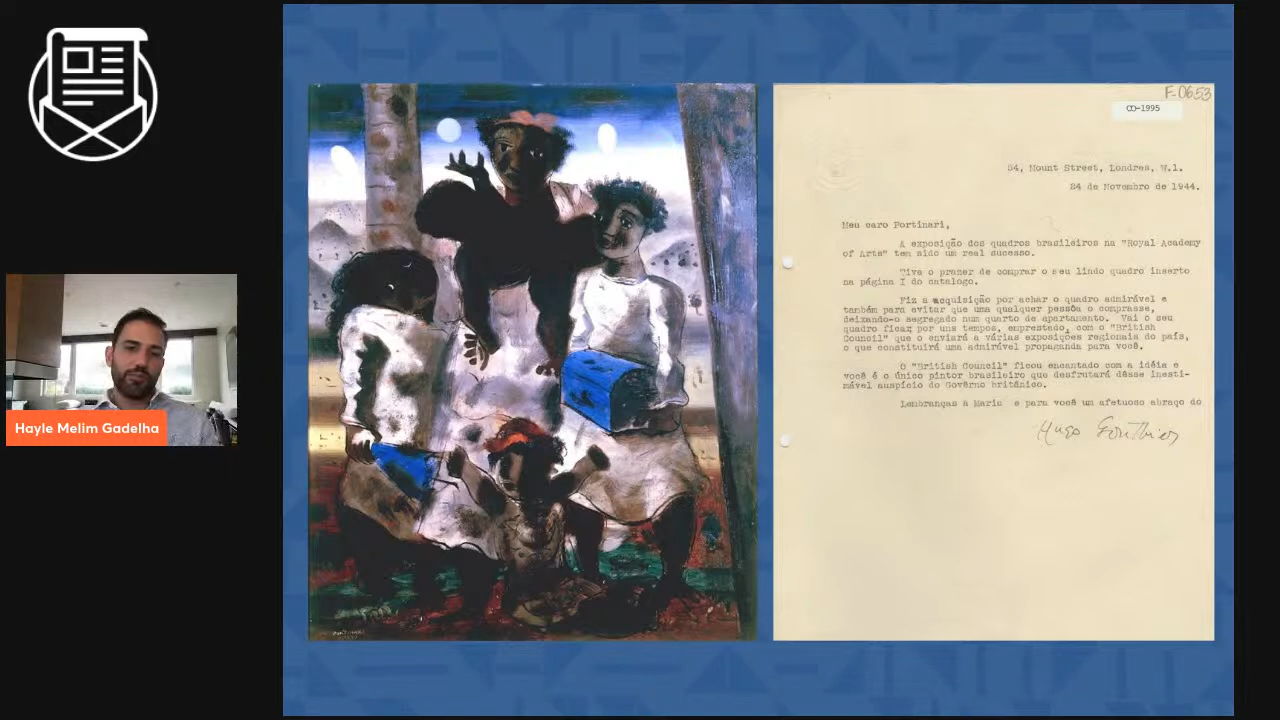 Hayle Melim Gadelha
F-0653
CO-1995
54, Mount Street, Londres, W.1.
24 de Novembro de 1944.
Meu caro Portinari,
A exposição dos quadros brasileiros na "Royal Academy
of Arts" tem sido um real sucesso.
Tive o prazer de comprar o seu lindo quadro inserto
na página I do catalogo.
Fiz a acquisição por achar o quadro admirável e
também para evitar que uma qualquer pessôa o comprasse,
deixando-o segregado num quarto de apartamento. Vai o seu
quadro ficar por uns tempos, emprestado, com o "British
Council" que o enviará a várias exposições regionais do país,
o que constituirá uma admirável propaganda para você.
O "British Council" ficou encantado com a idéia e
você é o único pintor brasileiro que desfrutará dêsse inesti-
mável auspício do Govêrno britânico.
Lembranças a Maria e para você um afetuoso abraço do
Hugo Gouthier